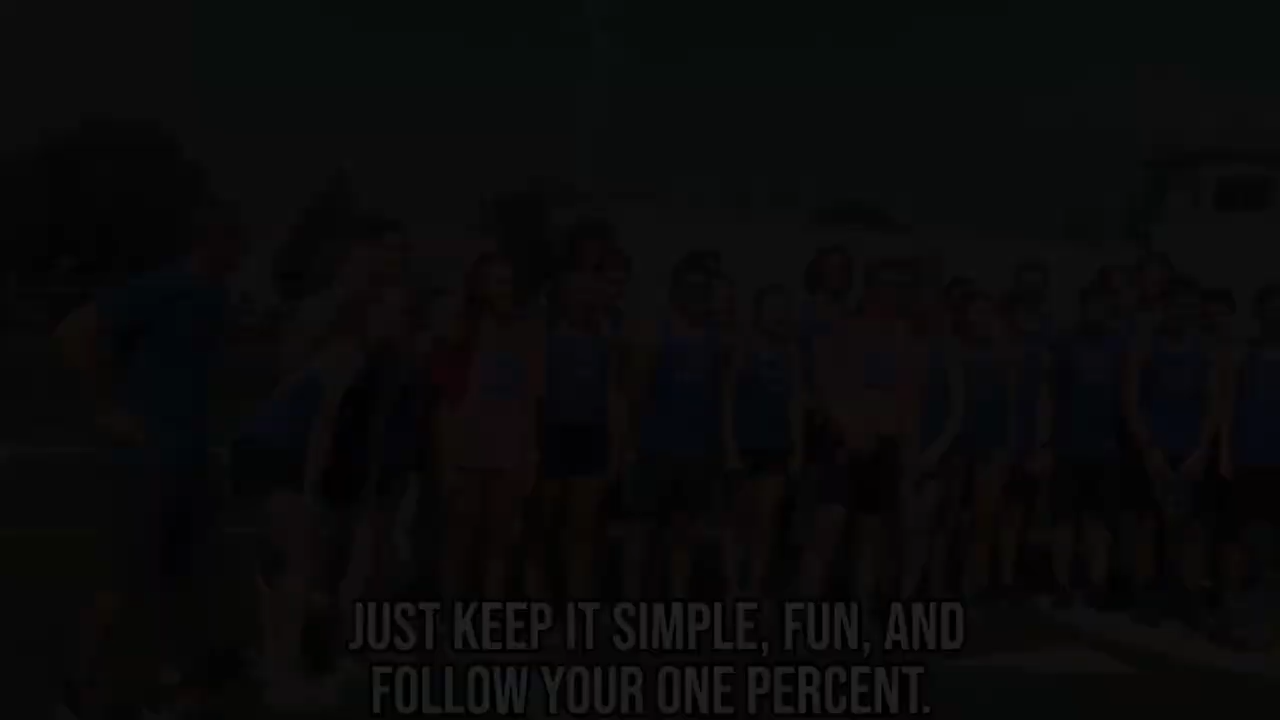 JUST KEEP IT SIMPLE, FUN, AND
FOLLOW YOUR ONE PERCENT.